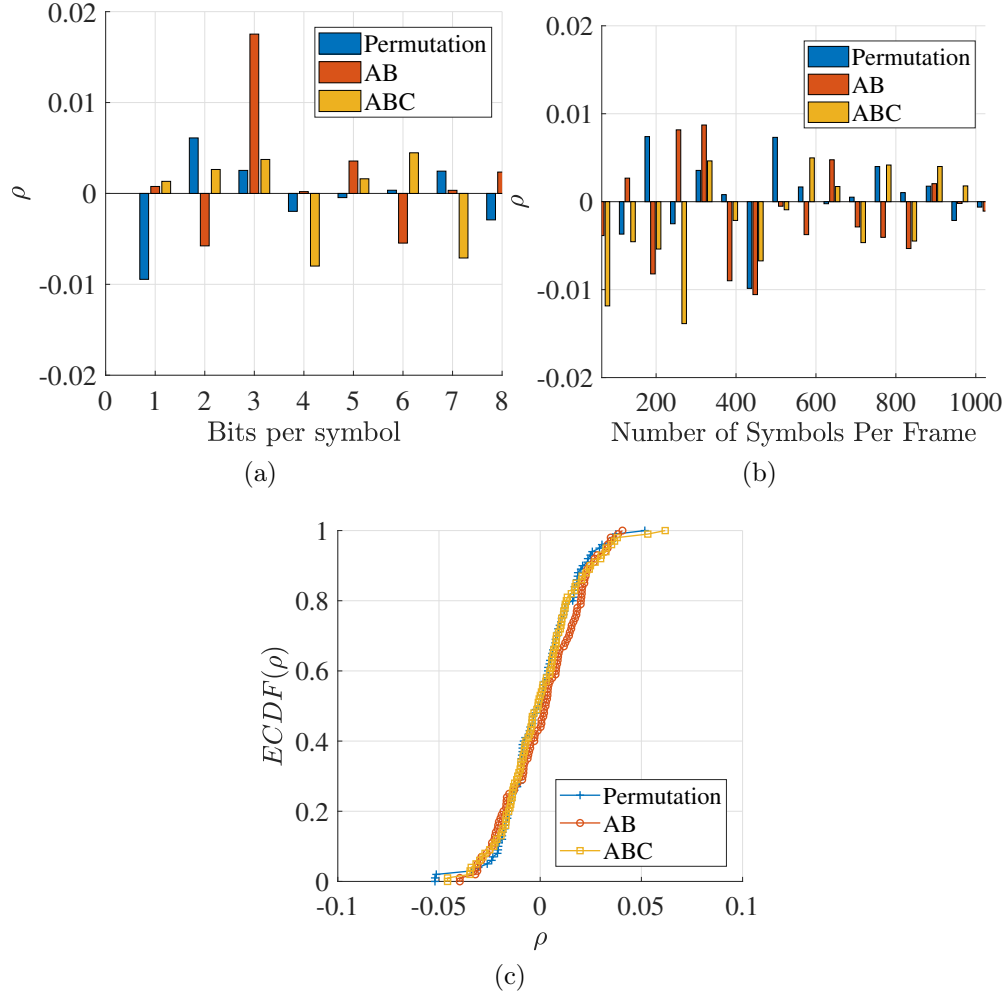 0.02
0.01
0
-0.01
-0.02
ρ
0 1 2 3 4 5 6 7 8
Bits per symbol
Permutation
AB
ABC
(a)
0.02
0.01
0
-0.01
-0.02
ρ
200 400 600 800 1000
Number of Symbols Per Frame
Permutation
AB
ABC
(b)
1
0.8
0.6
0.4
0.2
0
ECDF(ρ)
-0.1 -0.05 0 0.05 0.1
ρ
Permutation
AB
ABC
(c)